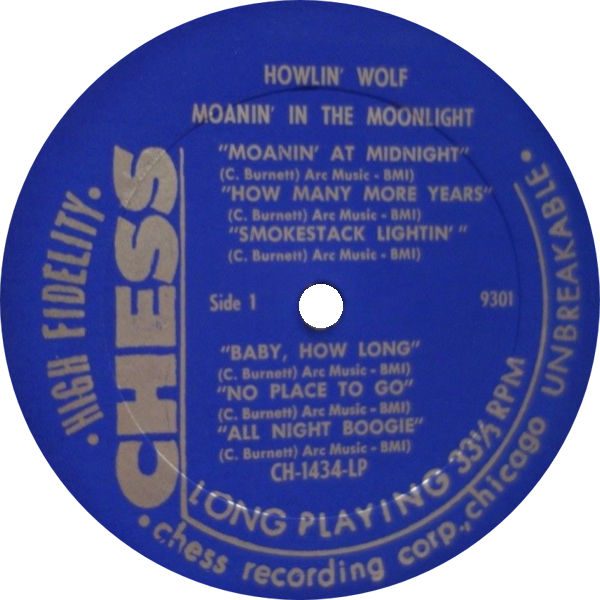 HOWLIN' WOLF
MOANIN' IN THE MOONLIGHT
"MOANIN' AT MIDNIGHT"
(C. Burnett) Arc Music - BMI)
"HOW MANY MORE YEARS"
(C. Burnett) Arc Music - BMI)
"SMOKESTACK LIGHTIN' "
(C. Burnett) Arc Music - BMI)
Side 1
9301
"BABY, HOW LONG"
(C. Burnett) Arc Music - BMI)
"NO PLACE TO GO"
(C. Burnett) Arc Music - BMI)
"ALL NIGHT BOOGIE"
(C. Burnett) Arc Music - BMI)
CH-1434-LP
CHESS
• HIGH FIDELITY •
LONG PLAYING 33⅓ RPM
• chess recording corp., chicago UNBREAKABLE •